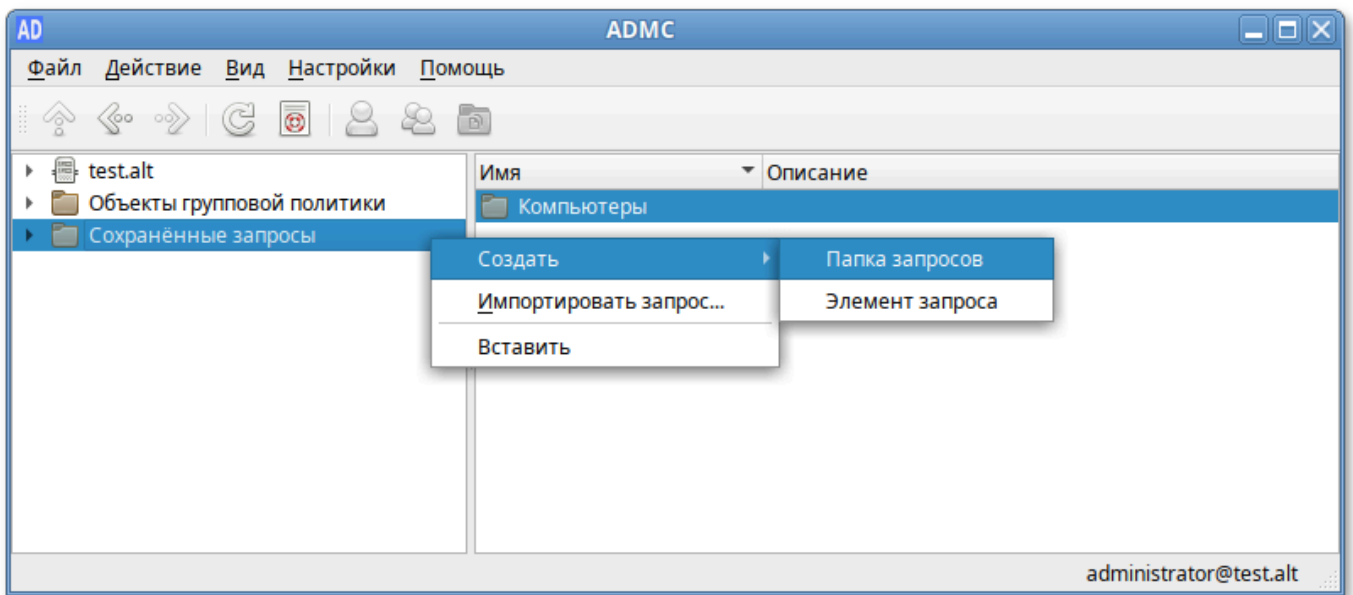 AD ADMC
Файл Действие Вид Настройки Помощь
test.alt
Объекты групповой политики
Сохранённые запросы
Имя Описание
Компьютеры
Создать
Импортировать запрос...
Вставить
Папка запросов
Элемент запроса
administrator@test.alt